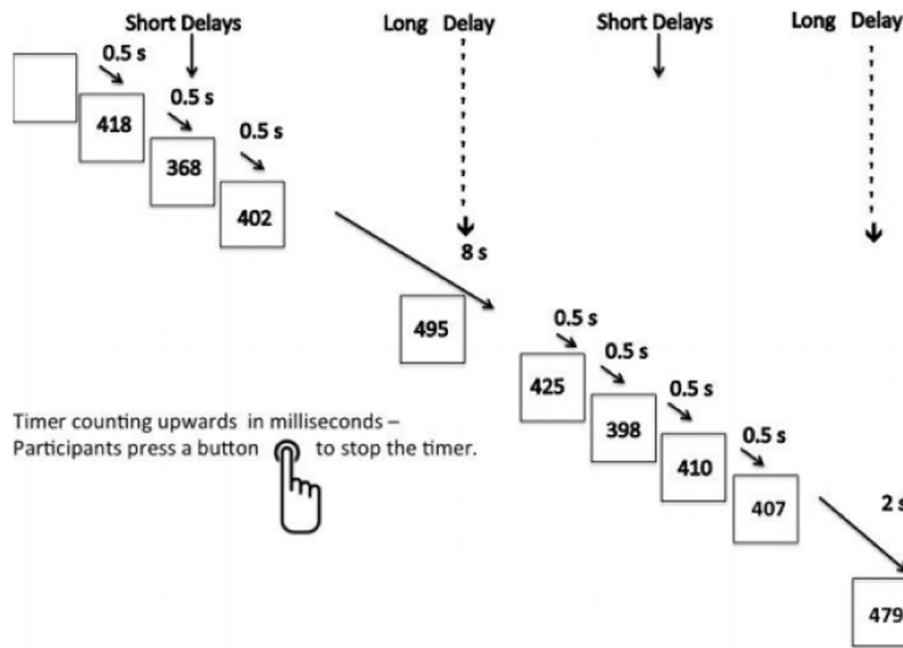 Short Delays
Long Delay
Short Delays
Long Delay
0.5 s
418
0.5 s
368
0.5 s
402
8 s
495
0.5 s
425
0.5 s
398
0.5 s
410
0.5 s
407
2 s
479
Timer counting upwards in milliseconds –
Participants press a button to stop the timer.